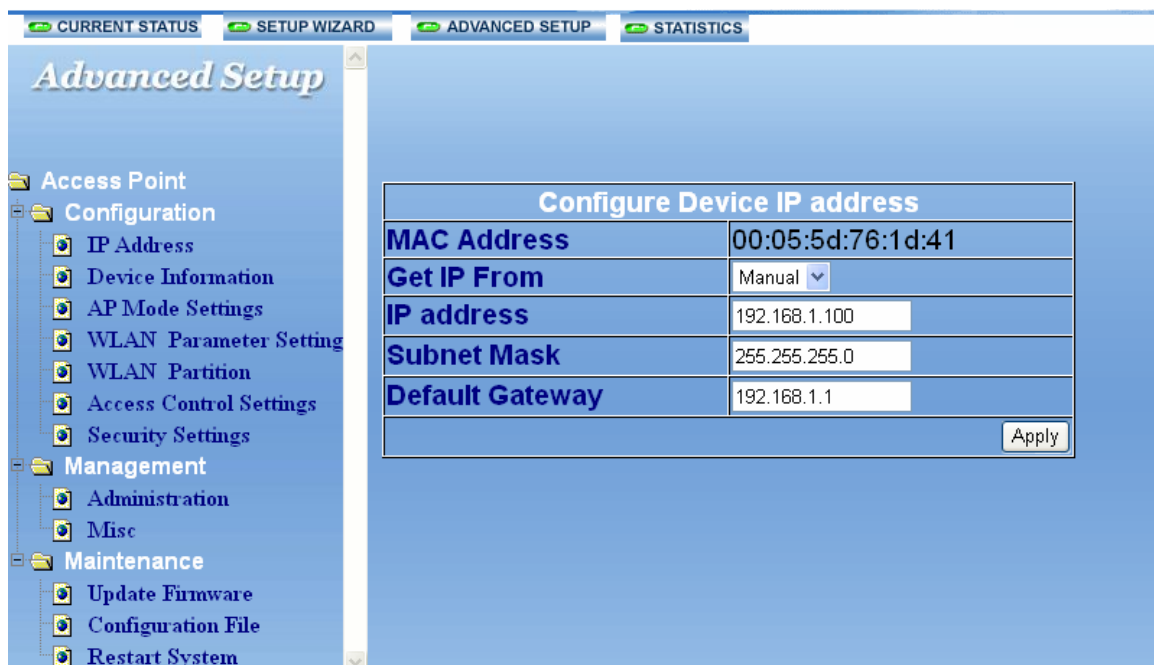 CURRENT STATUS SETUP WIZARD ADVANCED SETUP STATISTICS
Advanced Setup
Access Point
Configuration
IP Address
Device Information
AP Mode Settings
WLAN Parameter Setting
WLAN Partition
Access Control Settings
Security Settings
Management
Administration
Misc
Maintenance
Update Firmware
Configuration File
Restart System
Configure Device IP address
MAC Address 00:05:5d:76:1d:41
Get IP From Manual
IP address 192.168.1.100
Subnet Mask 255.255.255.0
Default Gateway 192.168.1.1
Apply